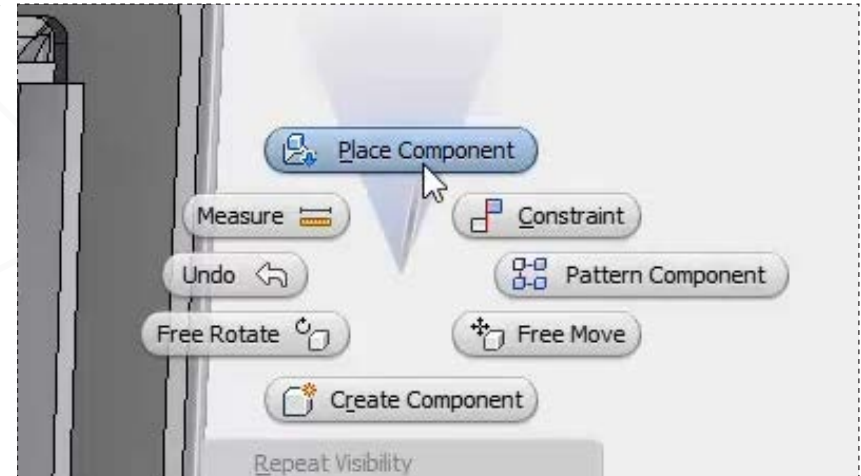 Place Component
Measure
Constraint
Undo
Pattern Component
Free Rotate
Free Move
Create Component
Repeat Visibility